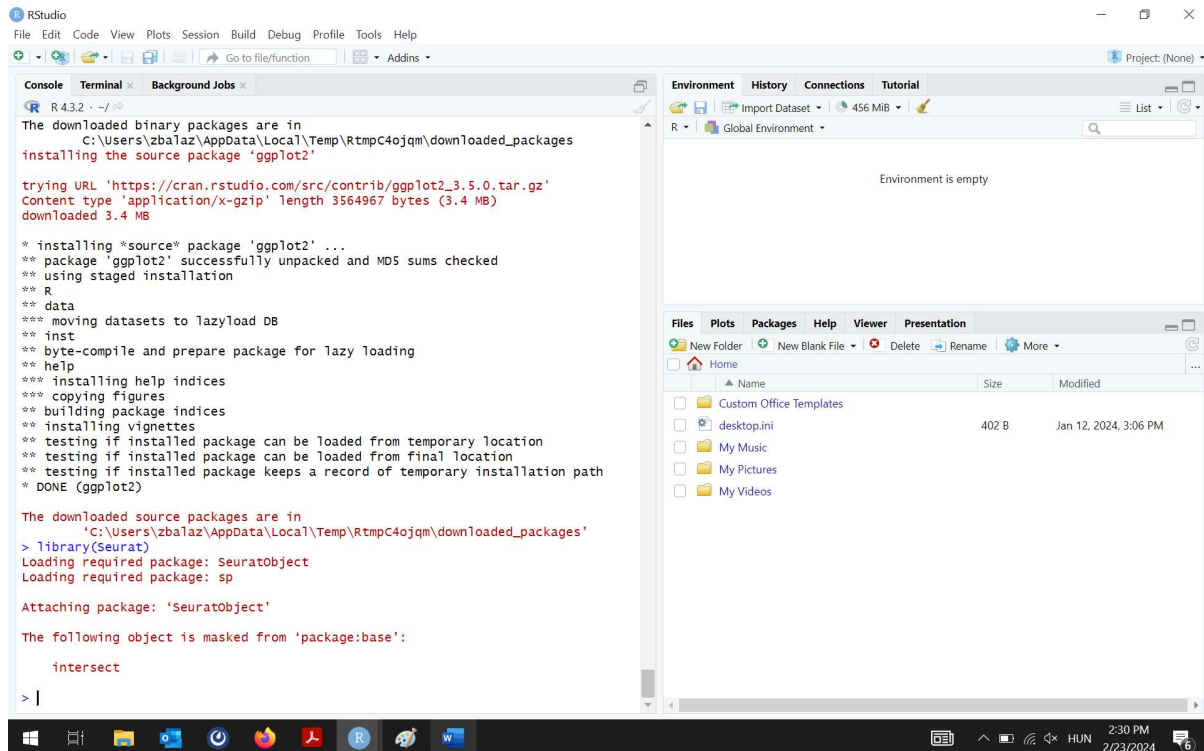 RStudio
File Edit Code View Plots Session Build Debug Profile Tools Help
Go to file/function Addins Project: (None)
Console Terminal Background Jobs
R 4.3.2 · ~/
The downloaded binary packages are in
C:\Users\zbalaz\AppData\Local\Temp\RtmpC4ojqm\downloaded_packages
installing the source package ‘ggplot2’
trying URL 'https://cran.rstudio.com/src/contrib/ggplot2_3.5.0.tar.gz'
Content type 'application/x-gzip' length 3564967 bytes (3.4 MB)
downloaded 3.4 MB
* installing *source* package 'ggplot2' ...
** package 'ggplot2' successfully unpacked and MD5 sums checked
** using staged installation
** R
** data
*** moving datasets to lazyload DB
** inst
** byte-compile and prepare package for lazy loading
** help
*** installing help indices
*** copying figures
** building package indices
** installing vignettes
** testing if installed package can be loaded from temporary location
** testing if installed package can be loaded from final location
** testing if installed package keeps a record of temporary installation path
* DONE (ggplot2)
The downloaded source packages are in
‘C:\Users\zbalaz\AppData\Local\Temp\RtmpC4ojqm\downloaded_packages’
> library(Seurat)
Loading required package: SeuratObject
Loading required package: sp
Attaching package: ‘SeuratObject’
The following object is masked from ‘package:base’:
intersect
>
Environment History Connections Tutorial
Import Dataset 456 MiB List
R Global Environment
Environment is empty
Files Plots Packages Help Viewer Presentation
New Folder New Blank File Delete Rename More
Home ...
Name Size Modified
Custom Office Templates
desktop.ini 402 B Jan 12, 2024, 3:06 PM
My Music
My Pictures
My Videos
HUN
2:30 PM
2/23/2024
6